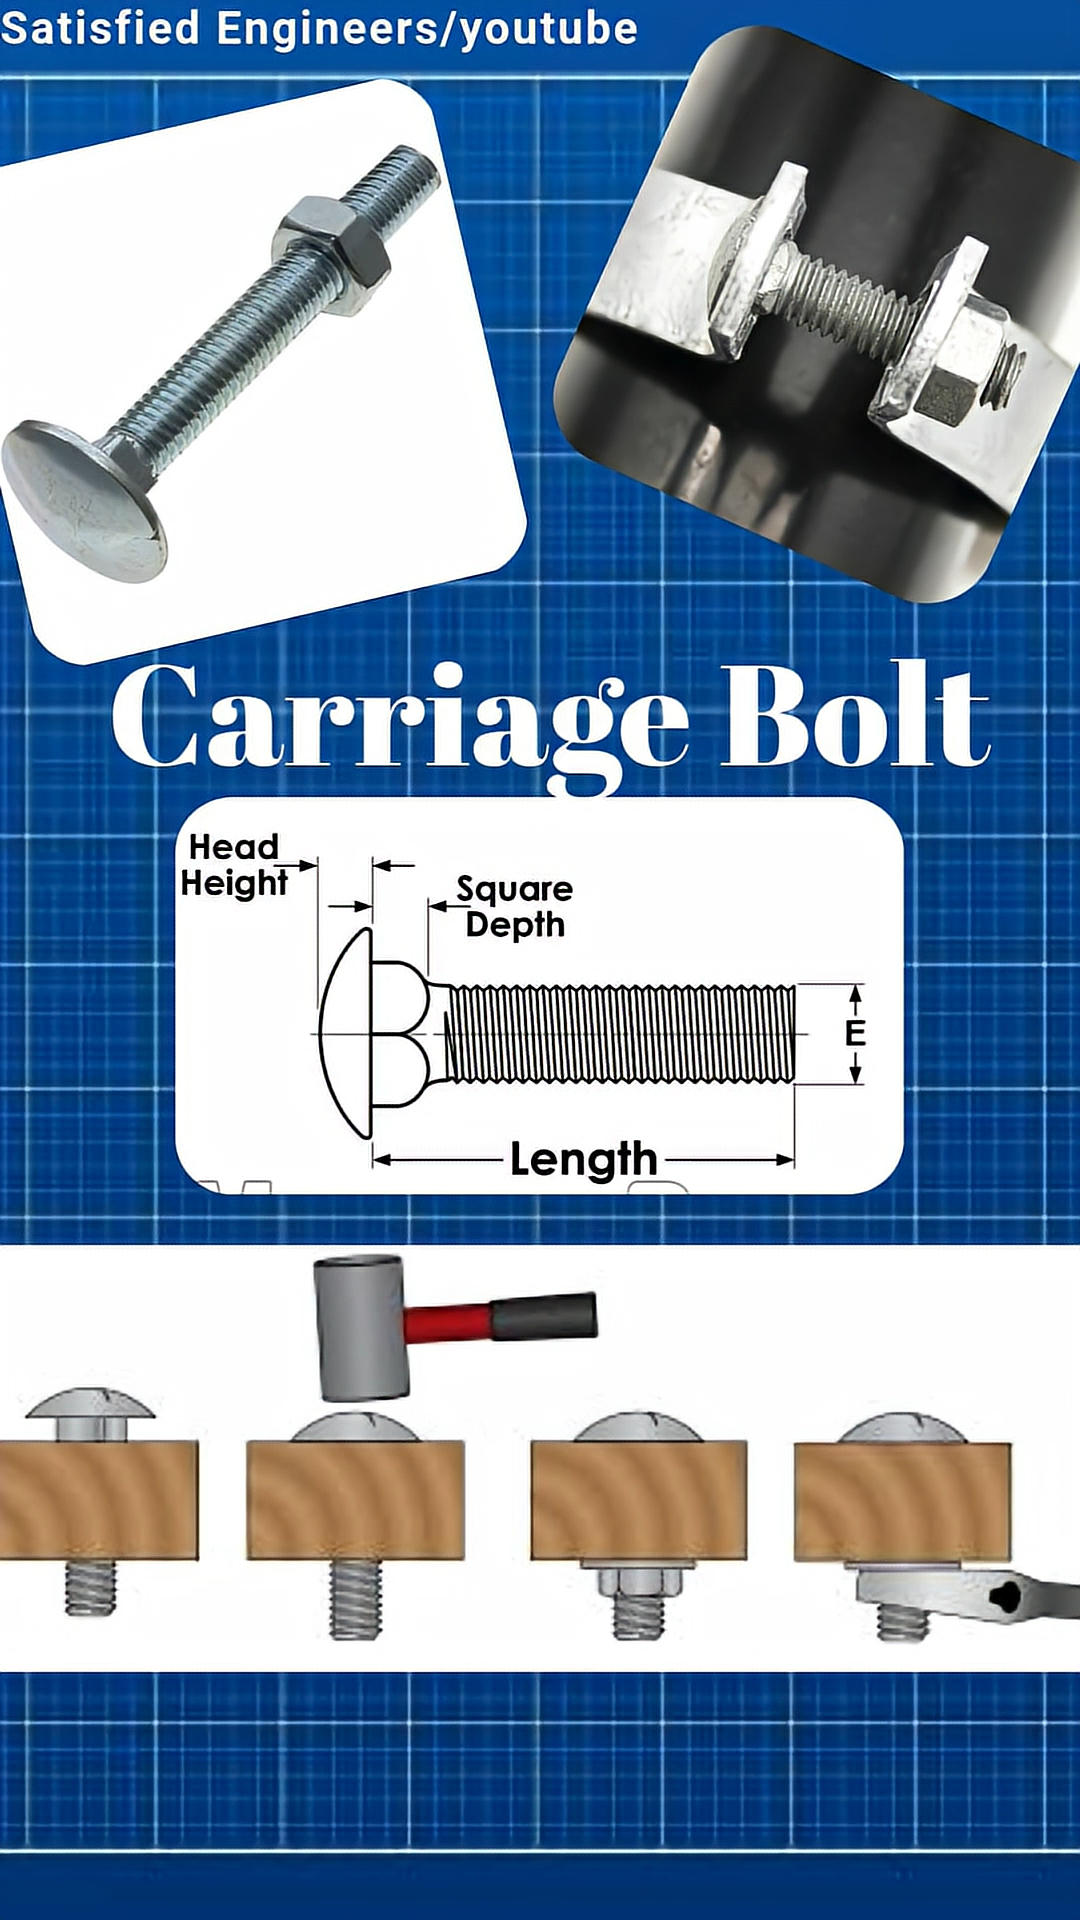 Satisfied Engineers/youtube
Carriage Bolt
Head
Height
Square
Depth
E
Length